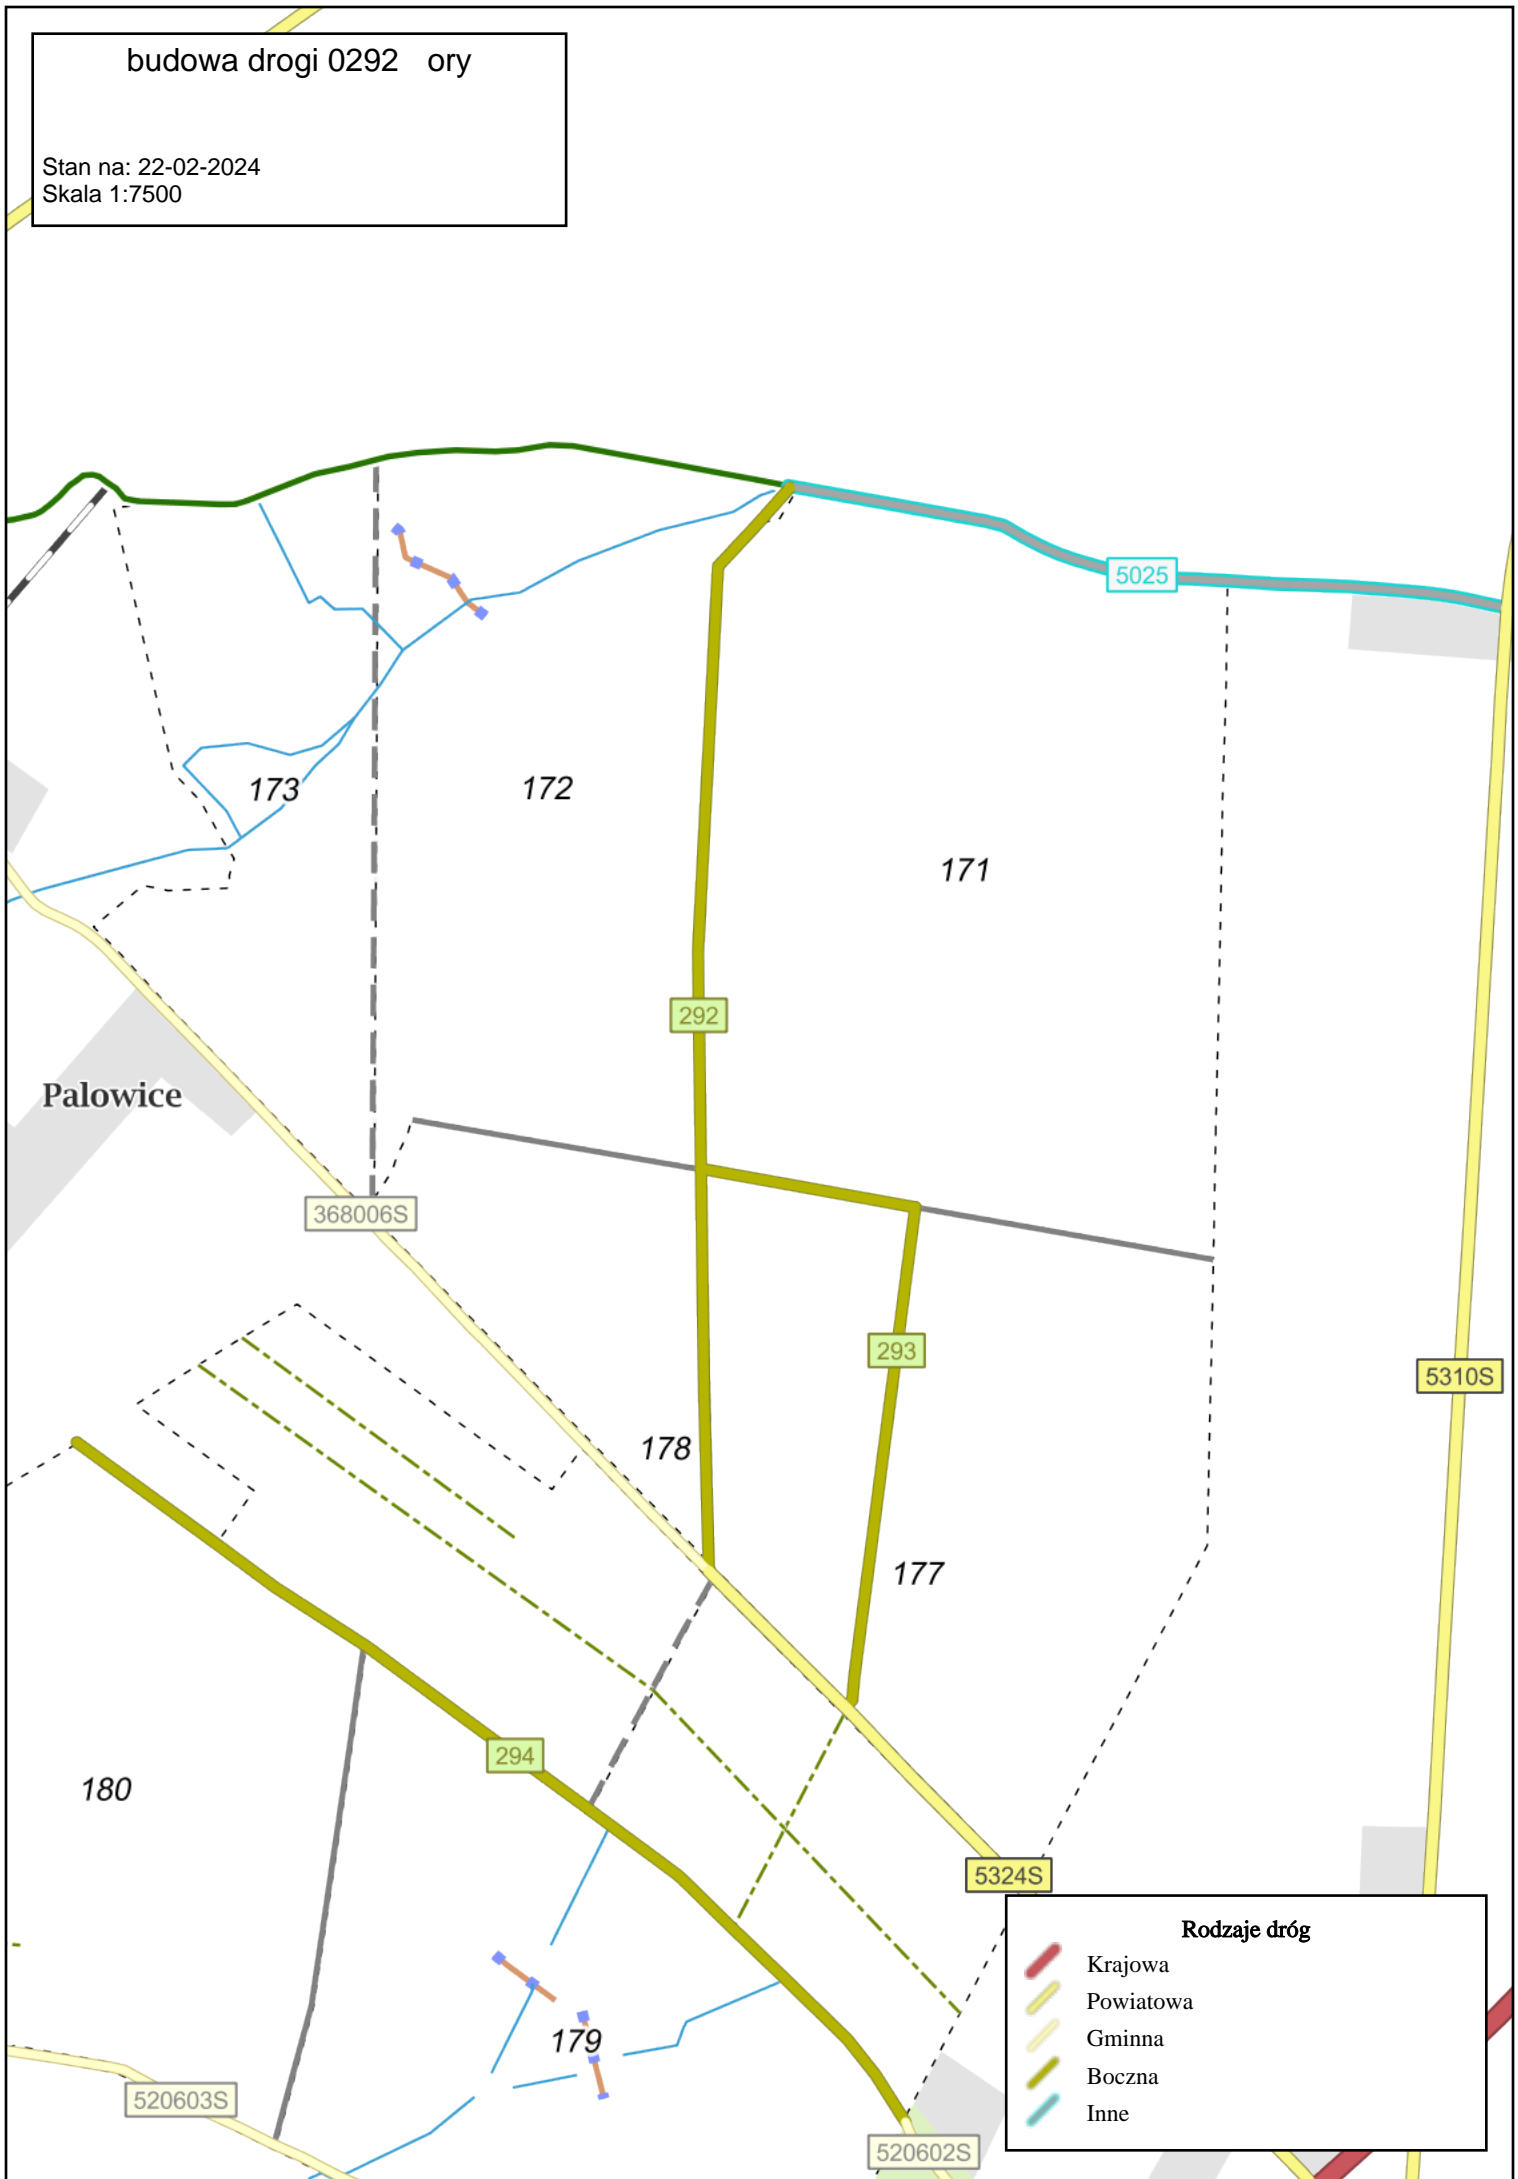 budowa drogi 0292 ory
Stan na: 22-02-2024
Skala 1:7500
5025
173
172
171
292
Palowice
368006S
293
5310S
178
177
294
180
5324S
Rodzaje dróg
Krajowa
Powiatowa
Gminna
Boczna
Inne
179
520603S
520602S